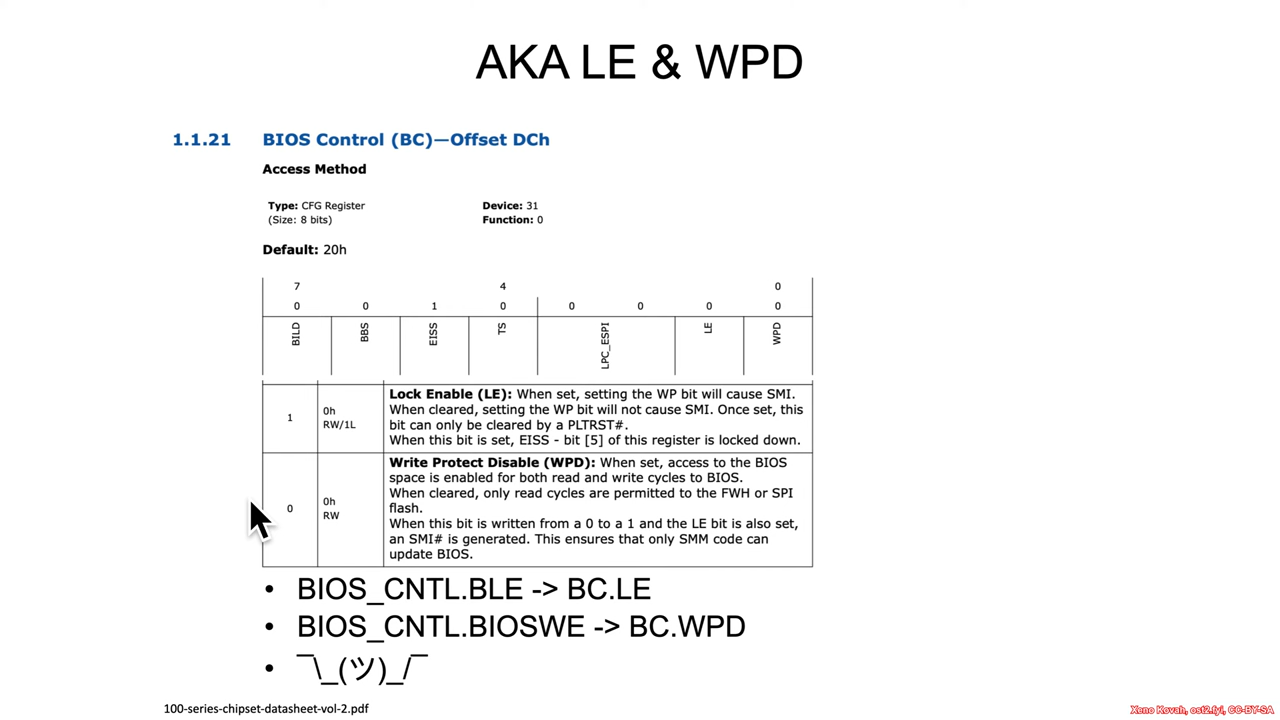 AKA LE & WPD
1.1.21 BIOS Control (BC)—Offset DCh
Access Method
Type: CFG Register Device: 31
(Size: 8 bits) Function: 0
Default: 20h
7 4 0
0 0 1 0 0 0 0 0
BILD BBS EISS TS LPC_ESPI LE WPD
Lock Enable (LE): When set, setting the WP bit will cause SMI.
When cleared, setting the WP bit will not cause SMI. Once set, this
bit can only be cleared by a PLTRST#.
When this bit is set, EISS - bit [5] of this register is locked down.
1
0h
RW/1L
Write Protect Disable (WPD): When set, access to the BIOS
space is enabled for both read and write cycles to BIOS.
When cleared, only read cycles are permitted to the FWH or SPI
flash.
When this bit is written from a 0 to a 1 and the LE bit is also set,
an SMI# is generated. This ensures that only SMM code can
update BIOS.
0
0h
RW
• BIOS_CNTL.BLE -> BC.LE
• BIOS_CNTL.BIOSWE -> BC.WPD
• ¯\_(ツ)_/¯
100-series-chipset-datasheet-vol-2.pdf
Xeno Kovah, ost2.fyi, CC-BY-SA